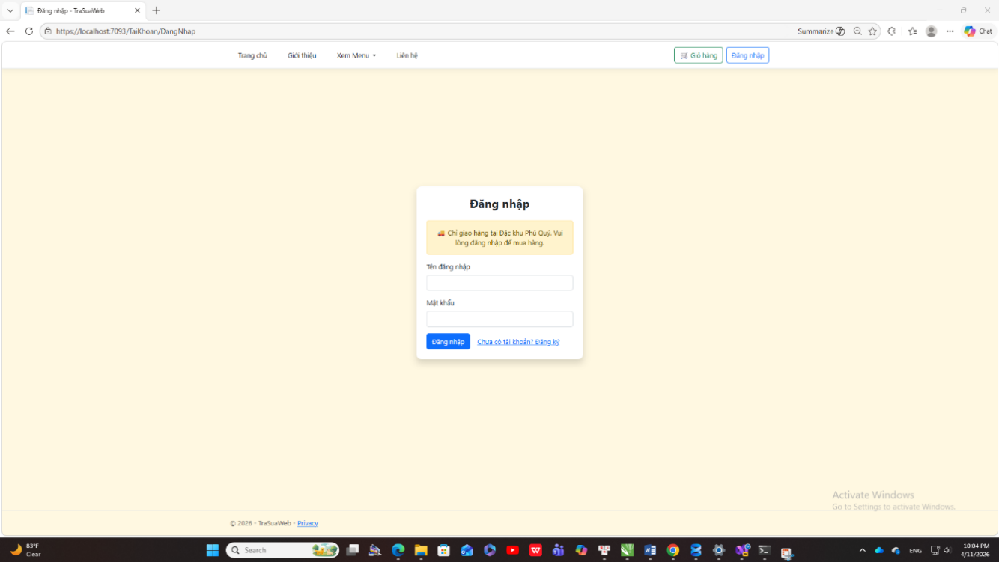 Đăng nhập - TraSuaWeb
https://localhost:7093/TaiKhoan/DangNhap
Summarize
Chat
Trang chủ
Giới thiệu
Xem Menu
Liên hệ
Giỏ hàng
Đăng nhập
Đăng nhập
Chỉ giao hàng tại Đặc khu Phú Quý. Vui
lòng đăng nhập để mua hàng.
Tên đăng nhập
Mật khẩu
Đăng nhập
Chưa có tài khoản? Đăng ký
Activate Windows
Go to Settings to activate Windows.
© 2026 - TraSuaWeb - Privacy
83°F
Clear
Search
ENG
10:04 PM
4/11/2026